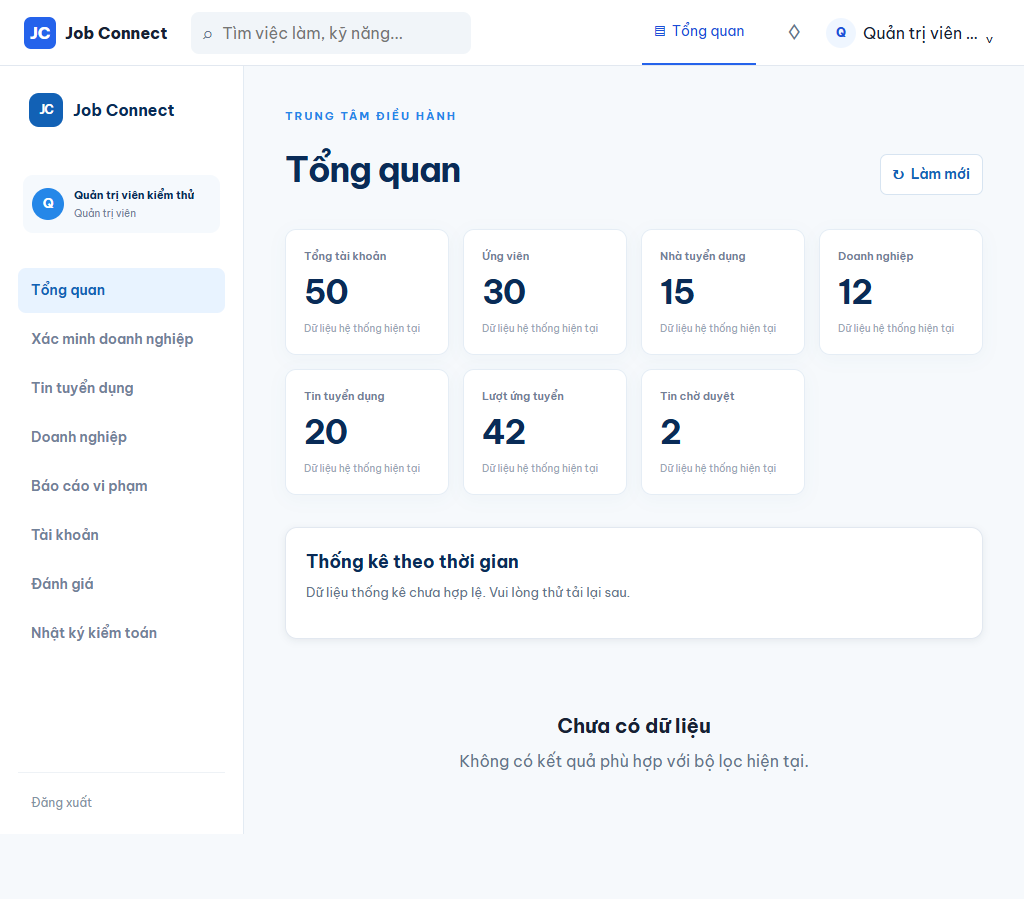 JC Job Connect
Tìm việc làm, kỹ năng...
Tổng quan
Q Quản trị viên ...
JC Job Connect
Q
Quản trị viên kiểm thử
Quản trị viên
Tổng quan
Xác minh doanh nghiệp
Tin tuyển dụng
Doanh nghiệp
Báo cáo vi phạm
Tài khoản
Đánh giá
Nhật ký kiểm toán
Đăng xuất
TRUNG TÂM ĐIỀU HÀNH
Tổng quan
↻ Làm mới
Tổng tài khoản
50
Dữ liệu hệ thống hiện tại
Ứng viên
30
Dữ liệu hệ thống hiện tại
Nhà tuyển dụng
15
Dữ liệu hệ thống hiện tại
Doanh nghiệp
12
Dữ liệu hệ thống hiện tại
Tin tuyển dụng
20
Dữ liệu hệ thống hiện tại
Lượt ứng tuyển
42
Dữ liệu hệ thống hiện tại
Tin chờ duyệt
2
Dữ liệu hệ thống hiện tại
Thống kê theo thời gian
Dữ liệu thống kê chưa hợp lệ. Vui lòng thử tải lại sau.
Chưa có dữ liệu
Không có kết quả phù hợp với bộ lọc hiện tại.